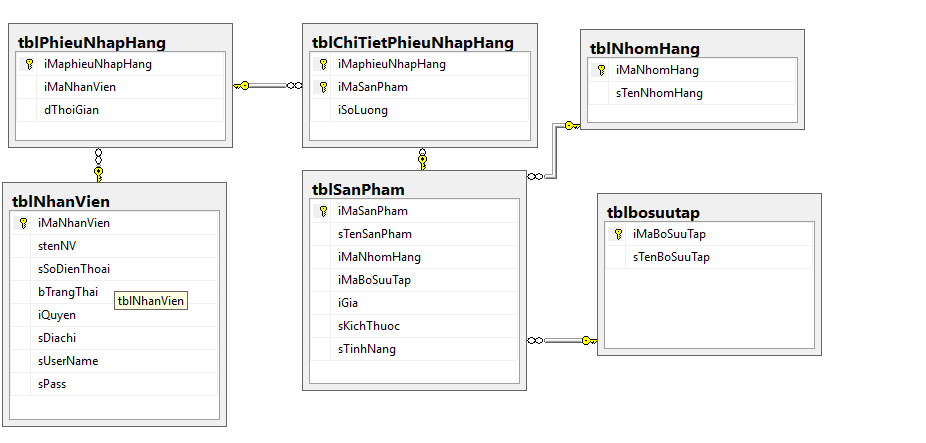 tblPhieuNhapHang
iMaphieuNhapHang
iMaNhanVien
dThoiGian
tblChiTietPhieuNhapHang
iMaphieuNhapHang
iMaSanPham
iSoLuong
tblNhomHang
iMaNhomHang
sTenNhomHang
tblNhanVien
iMaNhanVien
stenNV
sSoDienThoai
bTrangThai
tblNhanVien
iQuyen
sDiachi
sUserName
sPass
tblSanPham
iMaSanPham
sTenSanPham
iMaNhomHang
iMaBoSuuTap
iGia
sKichThuoc
sTinhNang
tblbosuutap
iMaBoSuuTap
sTenBoSuuTap